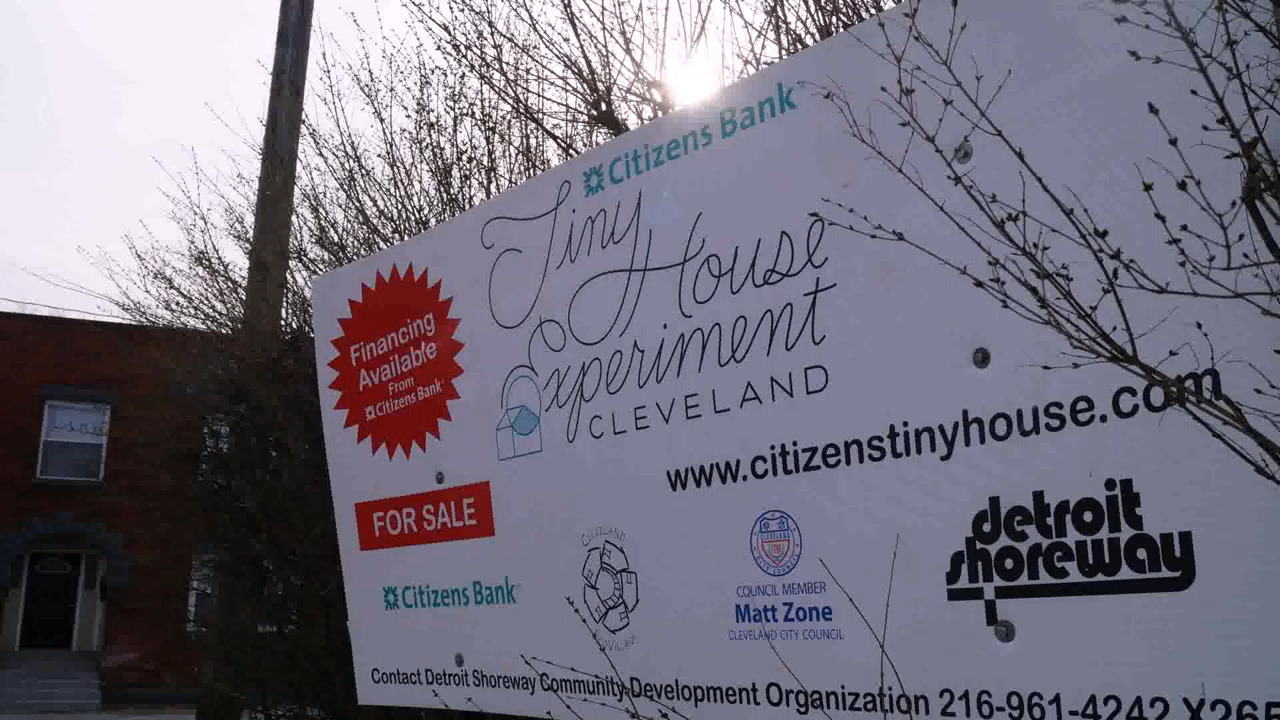 Citizens Bank
Tiny House
Experiment
CLEVELAND
Financing
Available
From
Citizens Bank
www.citizenstinyhouse.com
FOR SALE
detroit
shoreway
Citizens Bank
CLEVELAND
COUNCIL MEMBER
Matt Zone
CLEVELAND CITY COUNCIL
Contact Detroit Shoreway Community Development Organization 216-961-4242